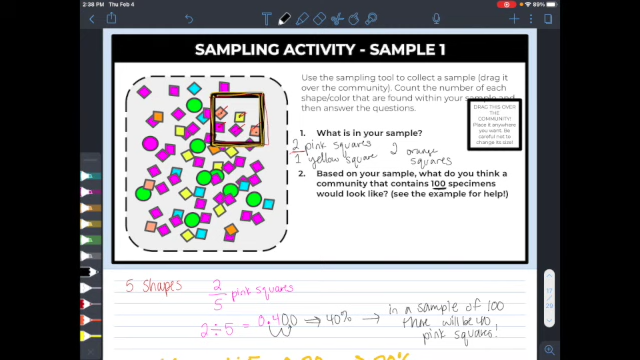 2:38 PM Thu Feb 4
89%
SAMPLING ACTIVITY - SAMPLE 1
Use the sampling tool to collect a sample (drag it
over the community). Count the number of each
shape/color that are found within your sample and
then answer the questions.
DRAG THIS OVER
THE
COMMUNITY!
Place it anywhere
you want. Be
careful not to
change its size!
1. What is in your sample?
2 pink squares 2 orange
1 yellow square squares
2. Based on your sample, what do you think a
community that contains 100 specimens
would look like? (see the example for help!)
5 Shapes 2/5 pink squares
2÷5 = 0.400 ⇒ 40% → in a sample of 100
there will be 40
pink squares!